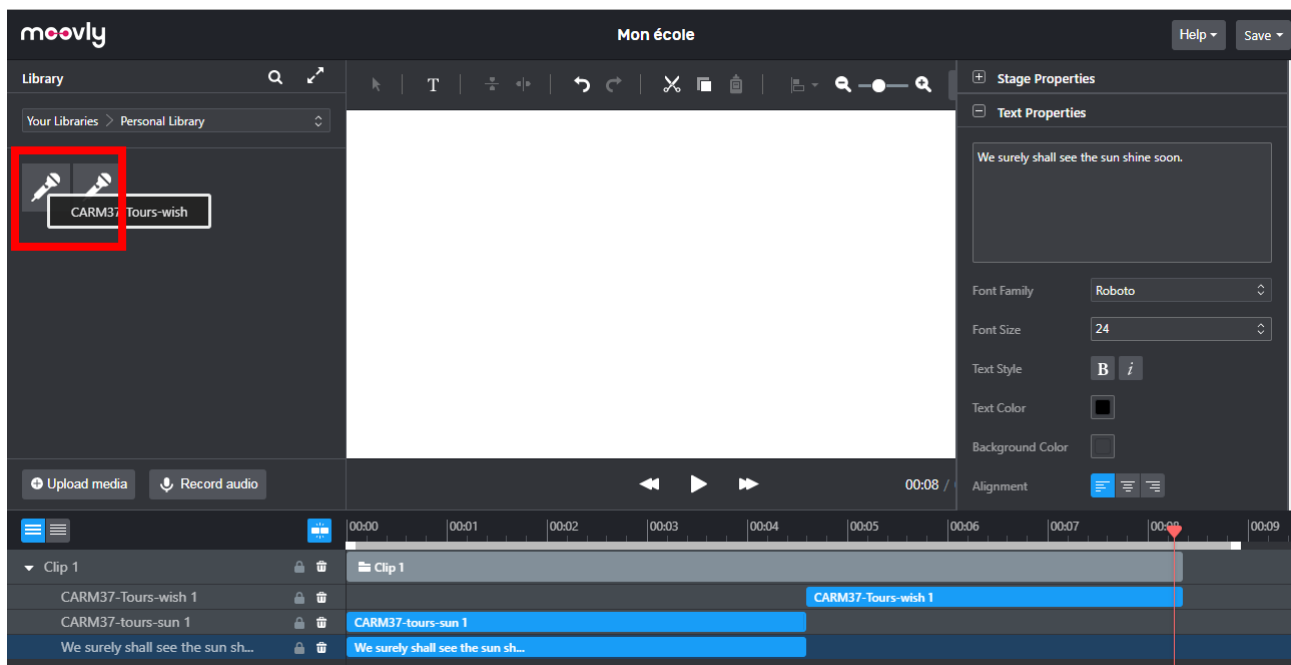 moovly
Mon école
Help
Save
Library
Your Libraries > Personal Library
CARM37-Tours-wish
Upload media
Record audio
T
00:08 /
Stage Properties
Text Properties
We surely shall see the sun shine soon.
Font Family
Roboto
Font Size
24
Text Style
B i
Text Color
Background Color
Alignment
00:00 00:01 00:02 00:03 00:04 00:05 00:06 00:07 00:09
Clip 1
Clip 1
CARM37-Tours-wish 1
CARM37-Tours-wish 1
CARM37-tours-sun 1
CARM37-tours-sun 1
We surely shall see the sun sh...
We surely shall see the sun sh...